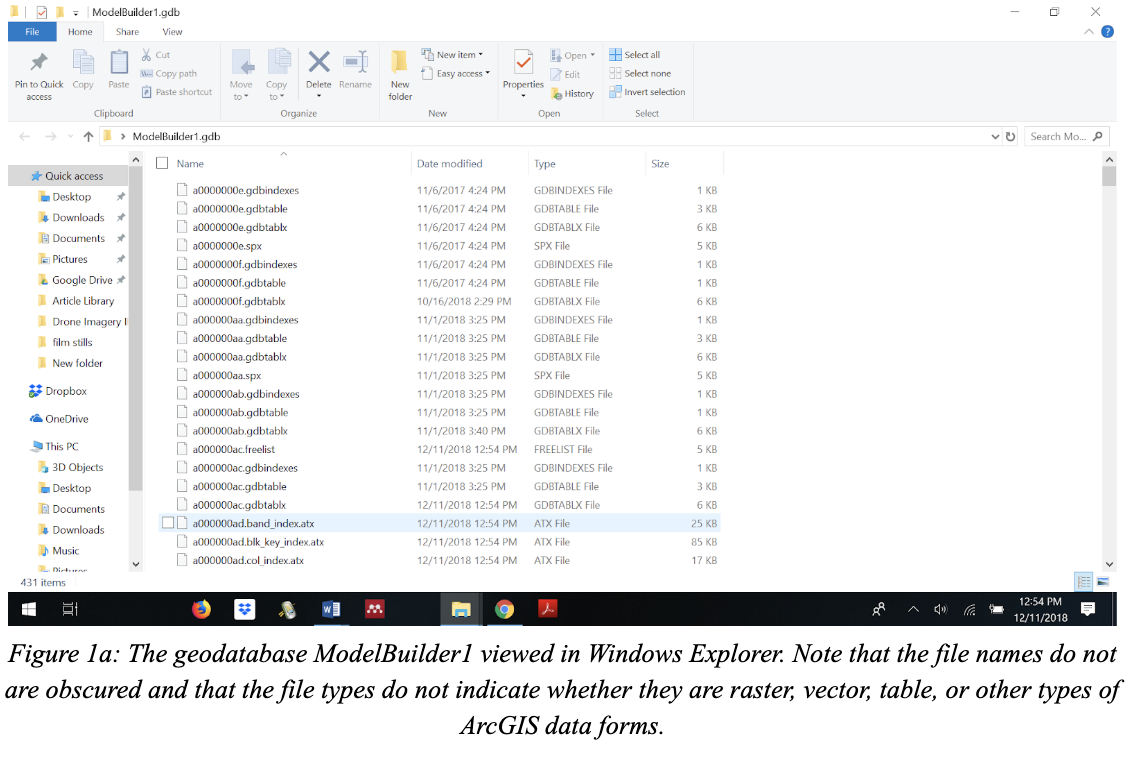 ModelBuilder1.gdb
File Home Share View
Pin to Quick access
Copy
Paste
Cut
Copy path
Paste shortcut
Clipboard
Move to
Copy to
Delete
Rename
Organize
New folder
New item
Easy access
New
Properties
Open
Edit
History
Open
Select all
Select none
Invert selection
Select
ModelBuilder1.gdb
Search Mo...
Quick access
Desktop
Downloads
Documents
Pictures
Google Drive
Article Library
Drone Imagery I
film stills
New folder
Dropbox
OneDrive
This PC
3D Objects
Desktop
Documents
Downloads
Music
Pictures
Name Date modified Type Size
a0000000e.gdbindexes 11/6/2017 4:24 PM GDBINDEXES File 1 KB
a0000000e.gdbtable 11/6/2017 4:24 PM GDBTABLE File 3 KB
a0000000e.gdbtablx 11/6/2017 4:24 PM GDBTABLX File 6 KB
a0000000e.spx 11/6/2017 4:24 PM SPX File 5 KB
a0000000f.gdbindexes 11/6/2017 4:24 PM GDBINDEXES File 1 KB
a0000000f.gdbtable 11/6/2017 4:24 PM GDBTABLE File 1 KB
a0000000f.gdbtablx 10/16/2018 2:29 PM GDBTABLX File 6 KB
a000000aa.gdbindexes 11/1/2018 3:25 PM GDBINDEXES File 1 KB
a000000aa.gdbtable 11/1/2018 3:25 PM GDBTABLE File 3 KB
a000000aa.gdbtablx 11/1/2018 3:25 PM GDBTABLX File 6 KB
a000000aa.spx 11/1/2018 3:25 PM SPX File 5 KB
a000000ab.gdbindexes 11/1/2018 3:25 PM GDBINDEXES File 1 KB
a000000ab.gdbtable 11/1/2018 3:25 PM GDBTABLE File 1 KB
a000000ab.gdbtablx 11/1/2018 3:40 PM GDBTABLX File 6 KB
a000000ac.freelist 12/11/2018 12:54 PM FREELIST File 5 KB
a000000ac.gdbindexes 11/1/2018 3:25 PM GDBINDEXES File 1 KB
a000000ac.gdbtable 11/1/2018 3:25 PM GDBTABLE File 3 KB
a000000ac.gdbtablx 12/11/2018 12:54 PM GDBTABLX File 6 KB
a000000ad.band_index.atx 12/11/2018 12:54 PM ATX File 25 KB
a000000ad.blk_key_index.atx 12/11/2018 12:54 PM ATX File 85 KB
a000000ad.col_index.atx 12/11/2018 12:54 PM ATX File 17 KB
431 items
12:54 PM
12/11/2018
Figure 1a: The geodatabase ModelBuilder1 viewed in Windows Explorer. Note that the file names do not
are obscured and that the file types do not indicate whether they are raster, vector, table, or other types of
ArcGIS data forms.